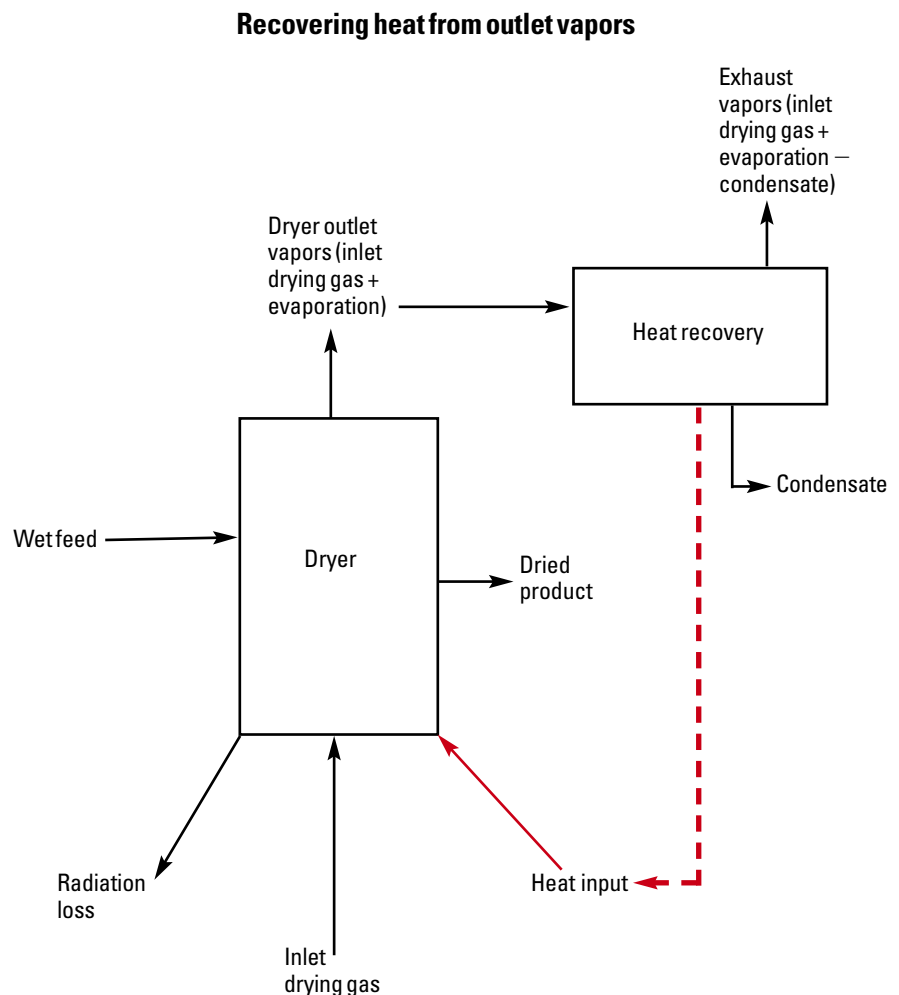 Recovering heat from outlet vapors
Exhaust
vapors (inlet
drying gas +
evaporation —
condensate)
Dryer outlet
vapors (inlet
drying gas +
evaporation)
Heat recovery
Condensate
Wet feed
Dryer
Dried
product
Radiation
loss
Heat input
Inlet
drying gas